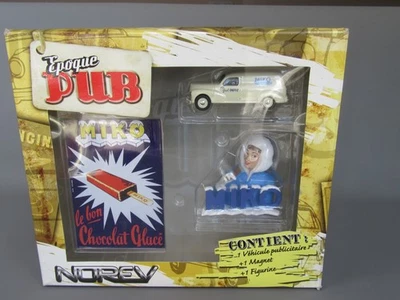 Epoque
PUB
MIKO
le bon
Chocolat Glacé
MIKO
CONTIENT :
1 Véhicule publicitaire
+1 Magnet
+1 Figurine
NOREV